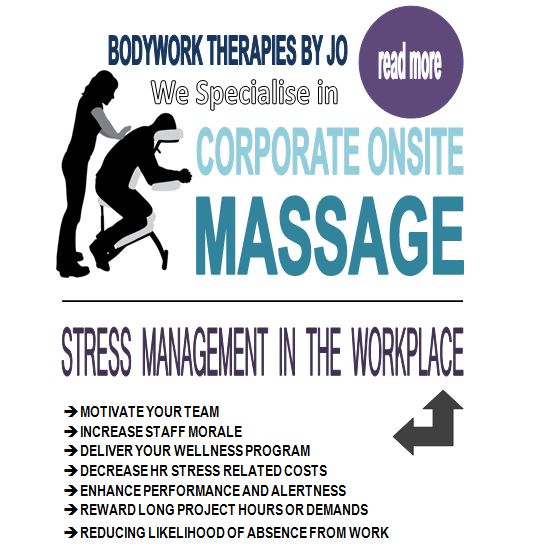 BODYWORK THERAPIES BY JO
read more
We Specialise in
CORPORATE ONSITE
MASSAGE
STRESS MANAGEMENT IN THE WORKPLACE
➔ MOTIVATE YOUR TEAM
➔ INCREASE STAFF MORALE
➔ DELIVER YOUR WELLNESS PROGRAM
➔ DECREASE HR STRESS RELATED COSTS
➔ ENHANCE PERFORMANCE AND ALERTNESS
➔ REWARD LONG PROJECT HOURS OR DEMANDS
➔ REDUCING LIKELIHOOD OF ABSENCE FROM WORK